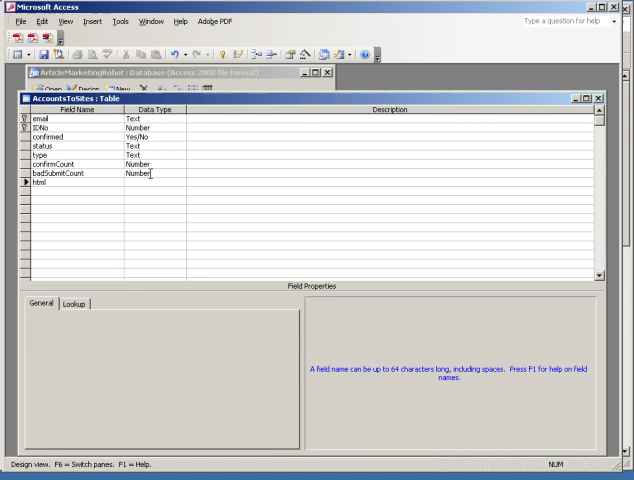 Microsoft Access
File Edit View Insert Tools Window Help Adobe PDF
Type a question for help
ArticleMarketingRobot : Database (Access 2000 file format)
Open Design New
AccountsToSites : Table
Field Name Data Type Description
email Text
IDNo Number
confirmed Yes/No
status Text
type Text
confirmCount Number
badSubmitCount Number
html
Field Properties
General Lookup
A field name can be up to 64 characters long, including spaces. Press F1 for help on field
names.
Design view. F6 = Switch panes. F1 = Help.
NUM